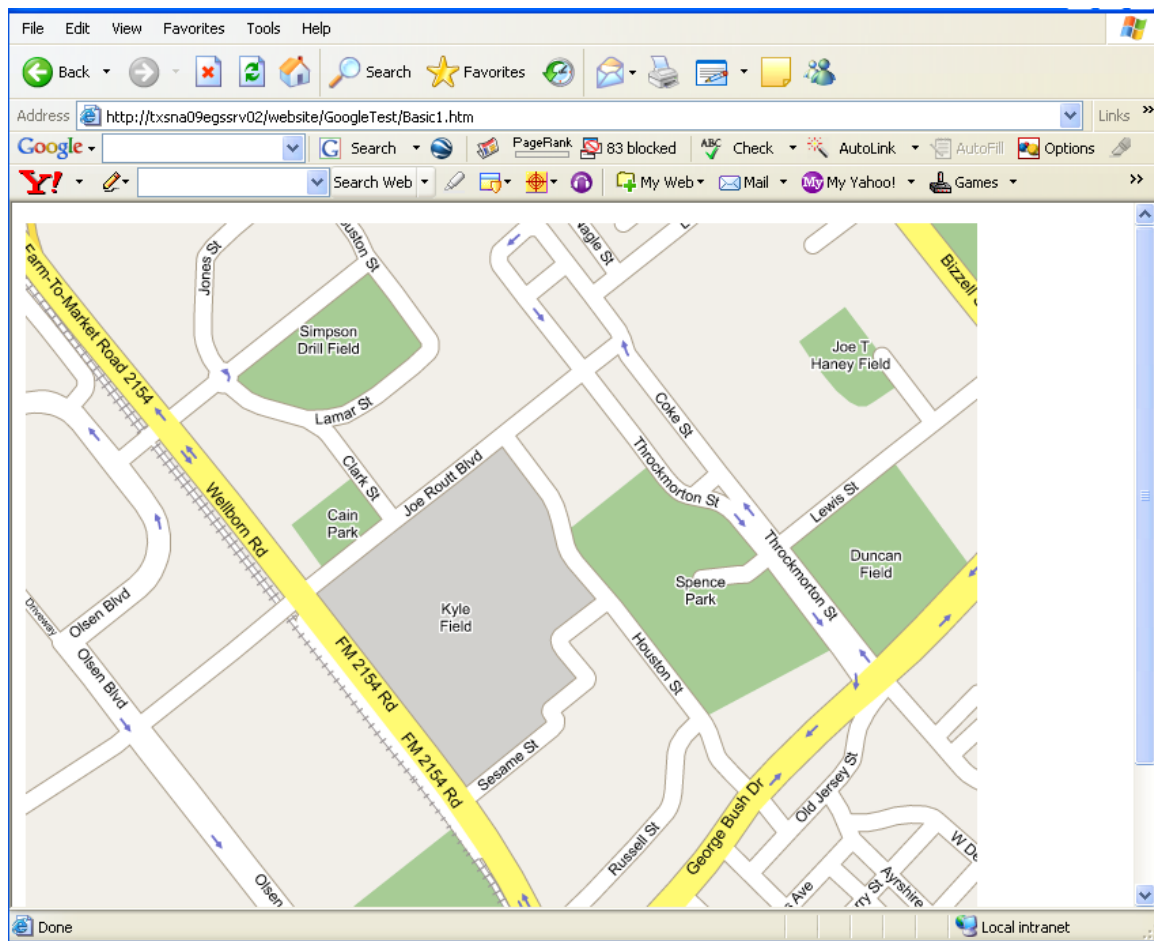 File Edit View Favorites Tools Help
Back Search Favorites
Address http://txsna09egssrv02/website/GoogleTest/Basic1.htm Links »
Google G Search PageRank 83 blocked ABC Check AutoLink AutoFill Options
Y! Search Web My Web Mail My My Yahoo! Games »
Farm-To-Market Road 2154
Jones St
Nagle St
Bizzell
Simpson
Drill Field
Joe T
Haney Field
Lamar St
Coke St
Clark St
Joe Routt Blvd
Throckmorton St
Wellborn Rd
Cain
Park
Lewis St
Duncan
Field
Throckmorton St
Spence
Park
Kyle
Field
Driveway
Olsen Blvd
Olsen Blvd
FM 2154 Rd
Houston St
FM 2154 Rd
Sesame St
George Bush Dr
Old Jersey St
Russell St
Olsen
Ayrshire
Done Local intranet